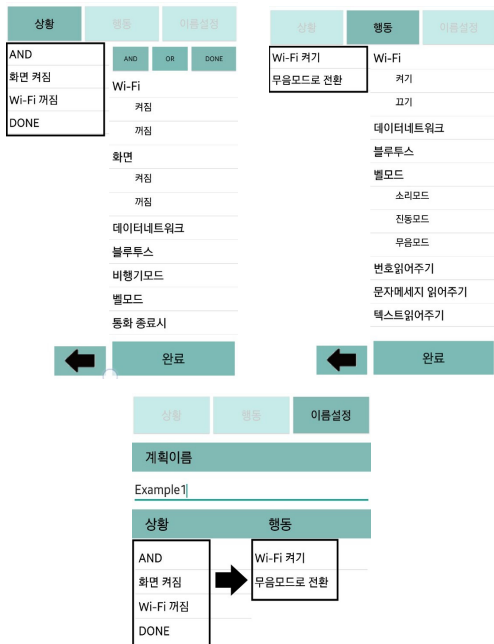 상황 행동 이름설정
AND
화면 켜짐
Wi-Fi 꺼짐
DONE
AND OR DONE
Wi-Fi
켜짐
꺼짐
화면
켜짐
꺼짐
데이터네트워크
블루투스
비행기모드
벨모드
통화 종료시
완료
상황 행동 이름설정
Wi-Fi 켜기
무음모드로 전환
Wi-Fi
켜기
끄기
데이터네트워크
블루투스
벨모드
소리모드
진동모드
무음모드
번호읽어주기
문자메세지 읽어주기
텍스트읽어주기
완료
상황 행동 이름설정
계획이름
Example1
상황 행동
AND
화면 켜짐
Wi-Fi 꺼짐
DONE
Wi-Fi 켜기
무음모드로 전환